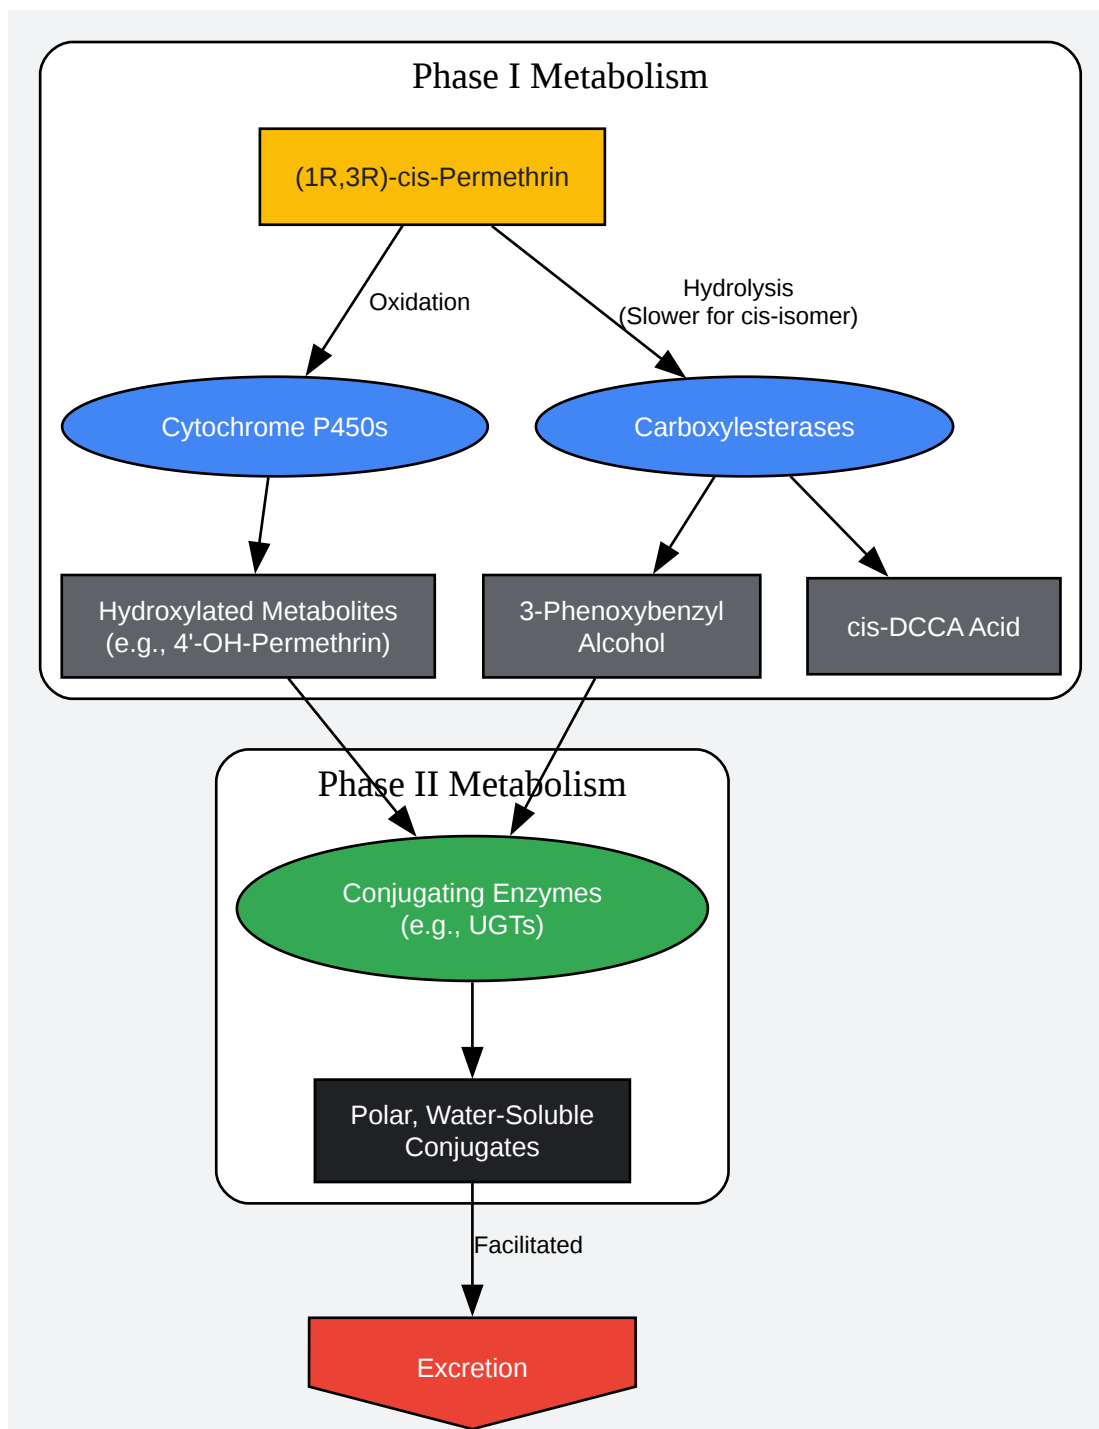 Phase I Metabolism
(1R,3R)-cis-Permethrin
Oxidation
Hydrolysis
(Slower for cis-isomer)
Cytochrome P450s
Carboxylesterases
Hydroxylated Metabolites
(e.g., 4'-OH-Permethrin)
3-Phenoxybenzyl
Alcohol
cis-DCCA Acid
Phase II Metabolism
Conjugating Enzymes
(e.g., UGTs)
Polar, Water-Soluble
Conjugates
Facilitated
Excretion